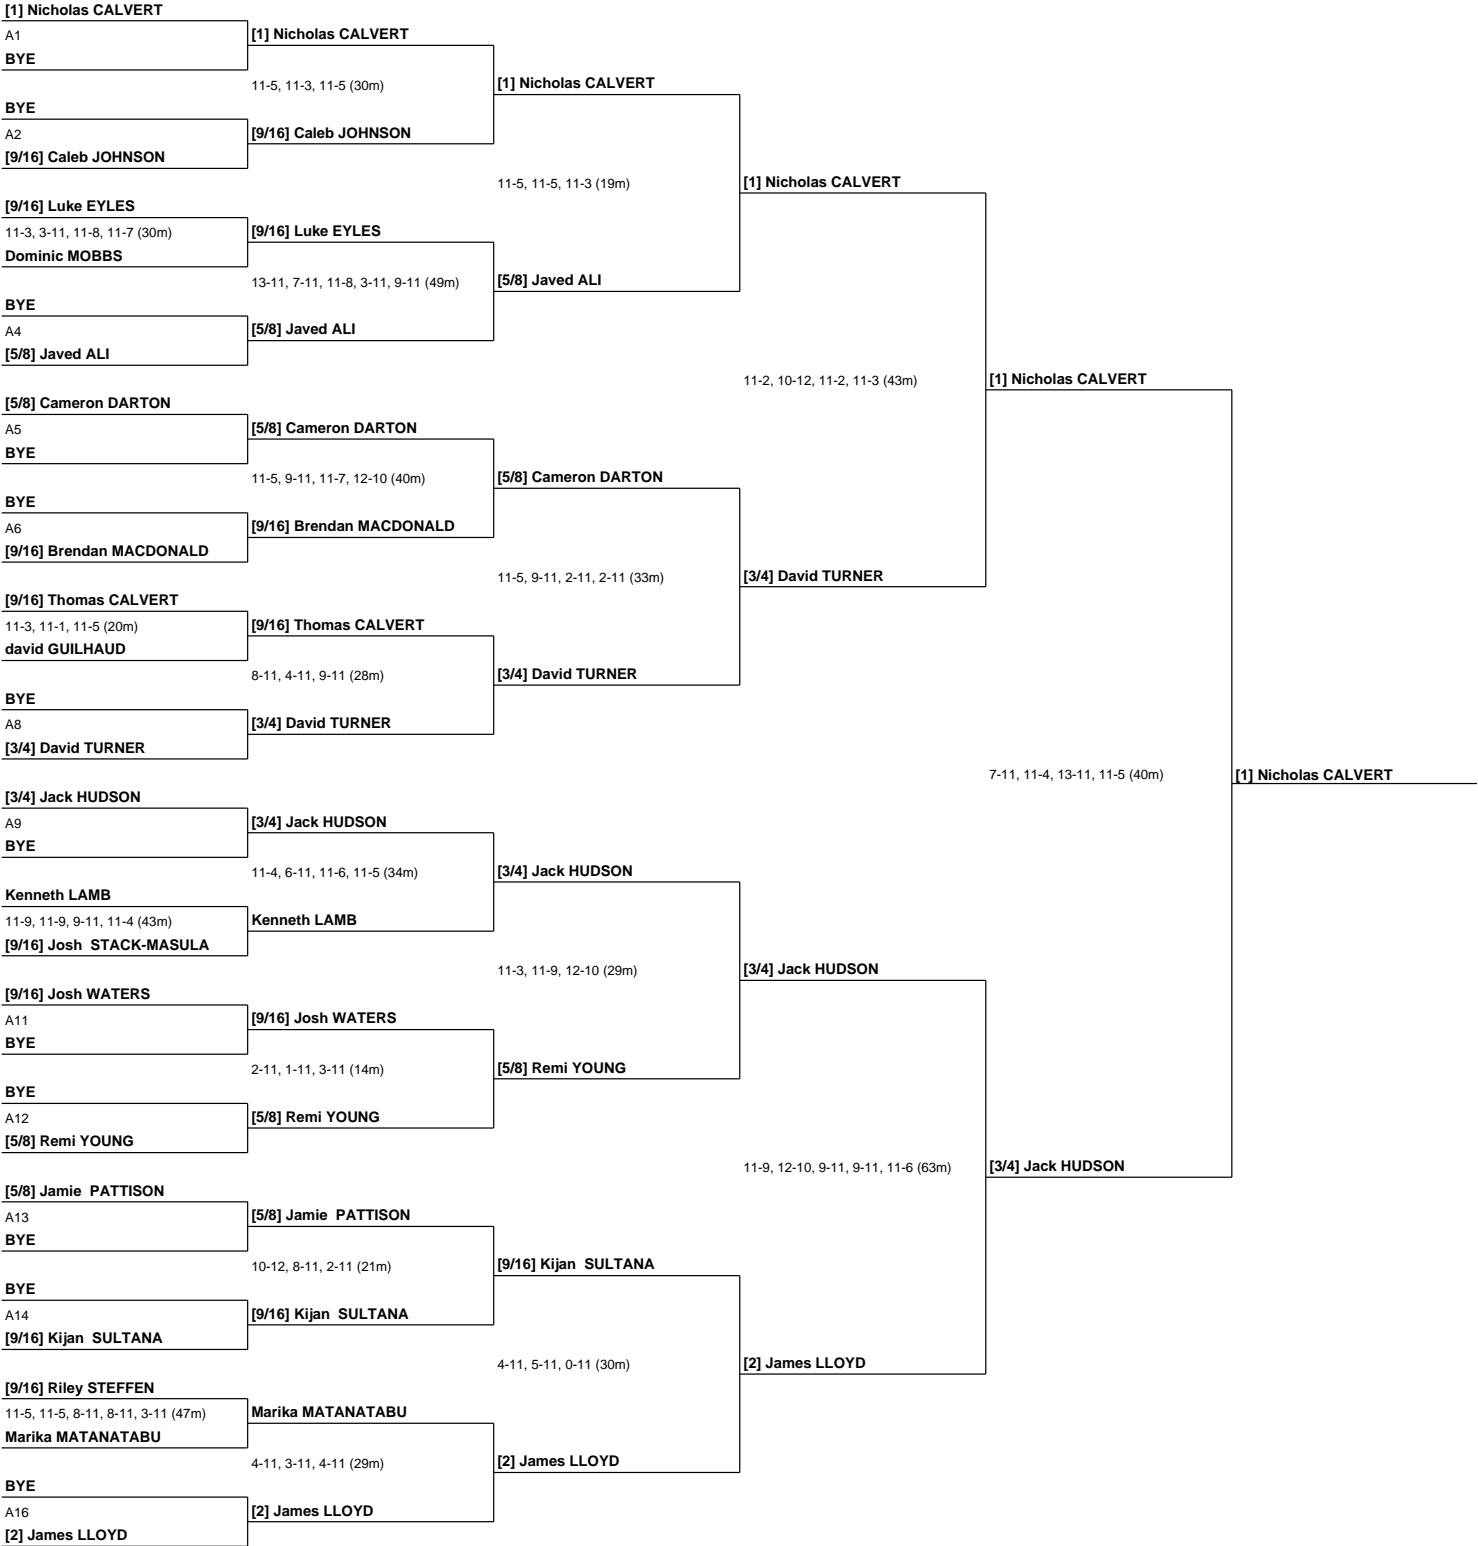 [1] Nicholas CALVERT
A1
BYE
BYE
A2
[9/16] Caleb JOHNSON
[9/16] Luke EYLES
11-3, 3-11, 11-8, 11-7 (30m)
Dominic MOBBS
BYE
A4
[5/8] Javed ALI
[5/8] Cameron DARTON
A5
BYE
BYE
A6
[9/16] Brendan MACDONALD
[9/16] Thomas CALVERT
11-3, 11-1, 11-5 (20m)
david GUILHAUD
BYE
A8
[3/4] David TURNER
[3/4] Jack HUDSON
A9
BYE
Kenneth LAMB
11-9, 11-9, 9-11, 11-4 (43m)
[9/16] Josh  STACK-MASULA
[9/16] Josh WATERS
A11
BYE
BYE
A12
[5/8] Remi YOUNG
[5/8] Jamie  PATTISON
A13
BYE
BYE
A14
[9/16] Kijan  SULTANA
[9/16] Riley STEFFEN
11-5, 11-5, 8-11, 8-11, 3-11 (47m)
Marika MATANATABU
BYE
A16
[2] James LLOYD
[1] Nicholas CALVERT
11-5, 11-3, 11-5 (30m)
[9/16] Caleb JOHNSON
[9/16] Luke EYLES
13-11, 7-11, 11-8, 3-11, 9-11 (49m)
[5/8] Javed ALI
[5/8] Cameron DARTON
11-5, 9-11, 11-7, 12-10 (40m)
[9/16] Brendan MACDONALD
[9/16] Thomas CALVERT
8-11, 4-11, 9-11 (28m)
[3/4] David TURNER
[3/4] Jack HUDSON
11-4, 6-11, 11-6, 11-5 (34m)
Kenneth LAMB
[9/16] Josh WATERS
2-11, 1-11, 3-11 (14m)
[5/8] Remi YOUNG
[5/8] Jamie  PATTISON
10-12, 8-11, 2-11 (21m)
[9/16] Kijan  SULTANA
Marika MATANATABU
4-11, 3-11, 4-11 (29m)
[2] James LLOYD
[1] Nicholas CALVERT
11-5, 11-5, 11-3 (19m)
[5/8] Javed ALI
[5/8] Cameron DARTON
11-5, 9-11, 2-11, 2-11 (33m)
[3/4] David TURNER
[3/4] Jack HUDSON
11-3, 11-9, 12-10 (29m)
[5/8] Remi YOUNG
[9/16] Kijan  SULTANA
4-11, 5-11, 0-11 (30m)
[2] James LLOYD
[1] Nicholas CALVERT
11-2, 10-12, 11-2, 11-3 (43m)
[3/4] David TURNER
[3/4] Jack HUDSON
11-9, 12-10, 9-11, 9-11, 11-6 (63m)
[2] James LLOYD
[1] Nicholas CALVERT
7-11, 11-4, 13-11, 11-5 (40m)
[3/4] Jack HUDSON
[1] Nicholas CALVERT